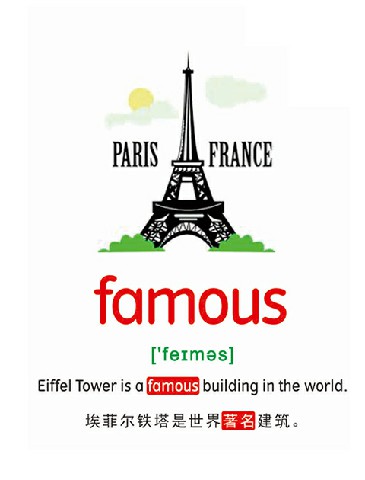 PARIS FRANCE
famous
['feɪməs]
Eiffel Tower is a famous building in the world.
埃菲尔铁塔是世界著名建筑。